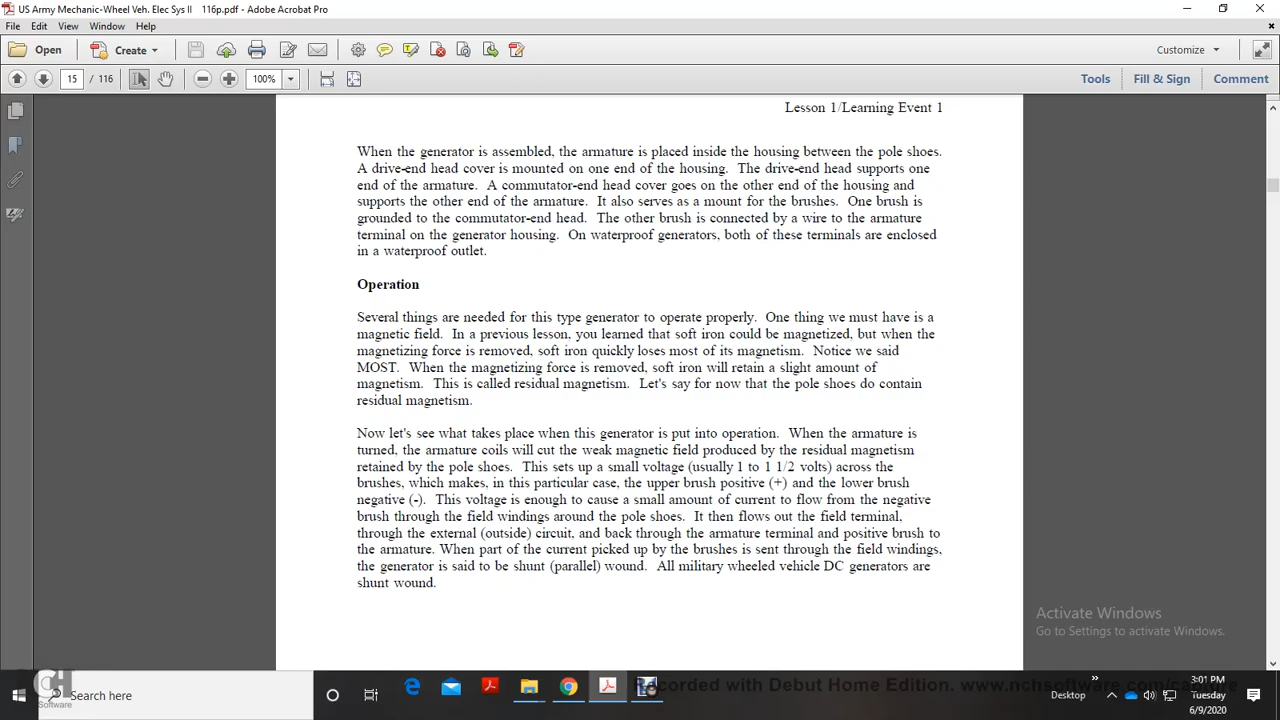 US Army Mechanic-Wheel Veh. Elec Sys II 116p.pdf - Adobe Acrobat Pro
File Edit View Window Help
Open Create Customize
15 / 116 100% Tools Fill & Sign Comment
Lesson 1/Learning Event 1
When the generator is assembled, the armature is placed inside the housing between the pole shoes.
A drive-end head cover is mounted on one end of the housing. The drive-end head supports one
end of the armature. A commutator-end head cover goes on the other end of the housing and
supports the other end of the armature. It also serves as a mount for the brushes. One brush is
grounded to the commutator-end head. The other brush is connected by a wire to the armature
terminal on the generator housing. On waterproof generators, both of these terminals are enclosed
in a waterproof outlet.
Operation
Several things are needed for this type generator to operate properly. One thing we must have is a
magnetic field. In a previous lesson, you learned that soft iron could be magnetized, but when the
magnetizing force is removed, soft iron quickly loses most of its magnetism. Notice we said
MOST. When the magnetizing force is removed, soft iron will retain a slight amount of
magnetism. This is called residual magnetism. Let's say for now that the pole shoes do contain
residual magnetism.
Now let's see what takes place when this generator is put into operation. When the armature is
turned, the armature coils will cut the weak magnetic field produced by the residual magnetism
retained by the pole shoes. This sets up a small voltage (usually 1 to 1 1/2 volts) across the
brushes, which makes, in this particular case, the upper brush positive (+) and the lower brush
negative (-). This voltage is enough to cause a small amount of current to flow from the negative
brush through the field windings around the pole shoes. It then flows out the field terminal,
through the external (outside) circuit, and back through the armature terminal and positive brush to
the armature. When part of the current picked up by the brushes is sent through the field windings,
the generator is said to be shunt (parallel) wound. All military wheeled vehicle DC generators are
shunt wound.
Activate Windows
Go to Settings to activate Windows.
Search here
Software
Recorded with Debut Home Edition. www.nchsoftware.com/capture
Desktop
3:01 PM
Tuesday
6/9/2020